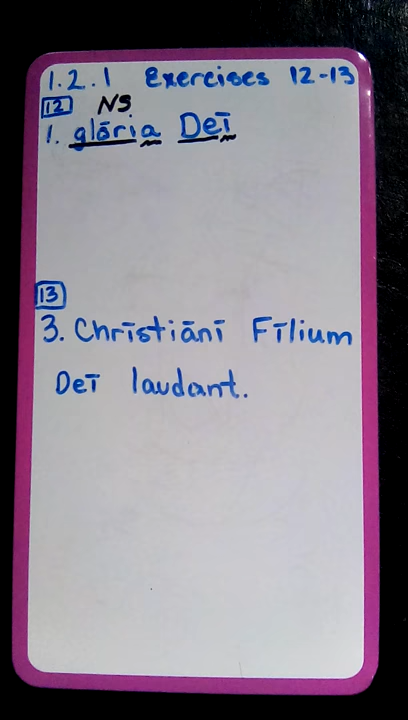 1.2.1 Exercises 12-13
12 NS
1. glōria Deī
13
3. Chrīstiānī Fīlium
Deī laudant.